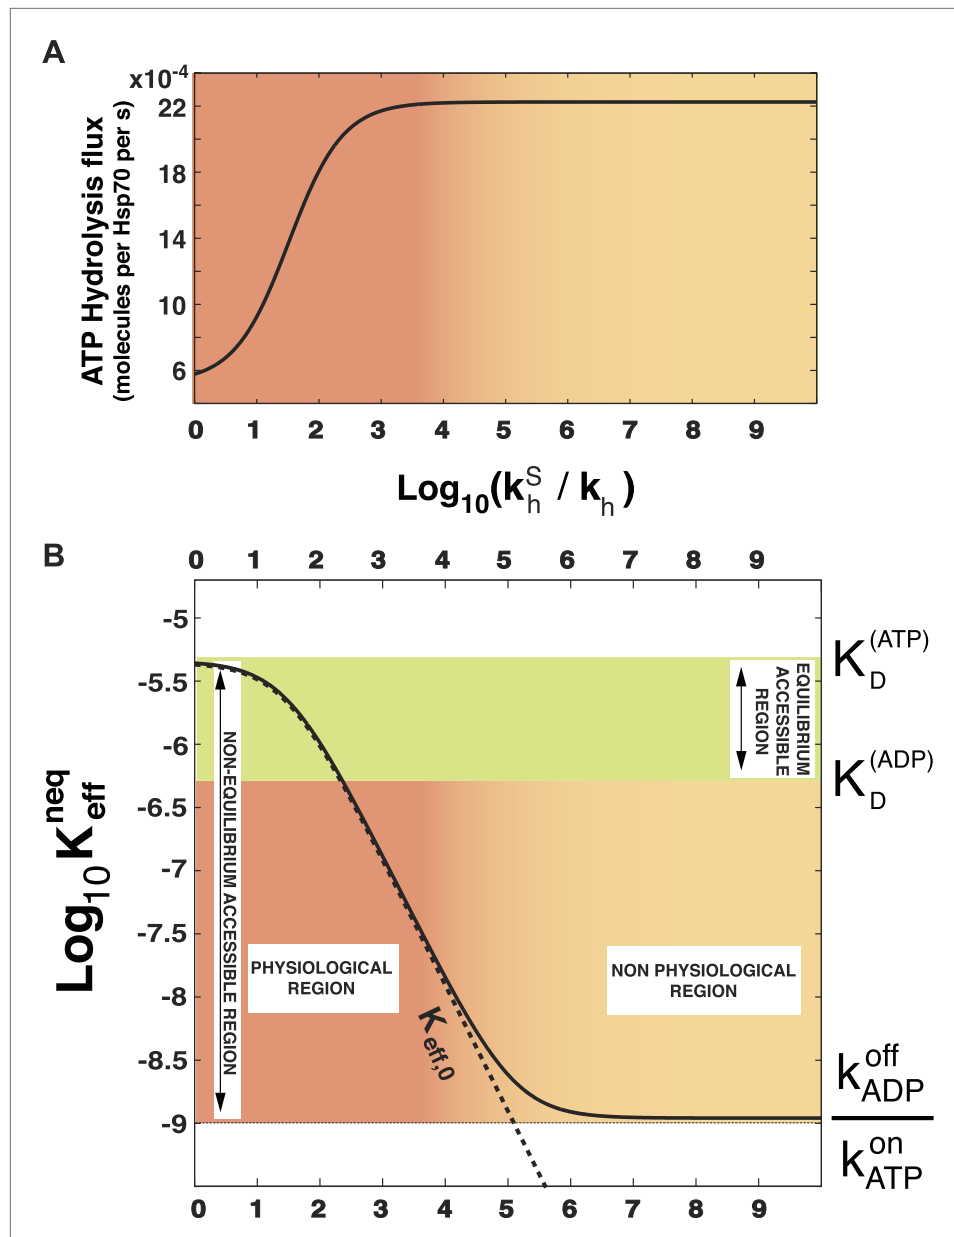 A
x10-4
22
18
14
10
6
ATP Hydrolysis flux
(molecules per Hsp70 per s)
0 1 2 3 4 5 6 7 8 9
Log10(k_h^S / k_h)
B
0 1 2 3 4 5 6 7 8 9
-5
-5.5
-6
-6.5
-7
-7.5
-8
-8.5
-9
Log10 K_eff^neq
NON-EQUILIBRIUM ACCESSIBLE REGION
EQUILIBRIUM
ACCESSIBLE
REGION
K_D^(ATP)
K_D^(ADP)
PHYSIOLOGICAL
REGION
NON PHYSIOLOGICAL
REGION
K_eff,0
k_ADP^off
k_ATP^on
0 1 2 3 4 5 6 7 8 9